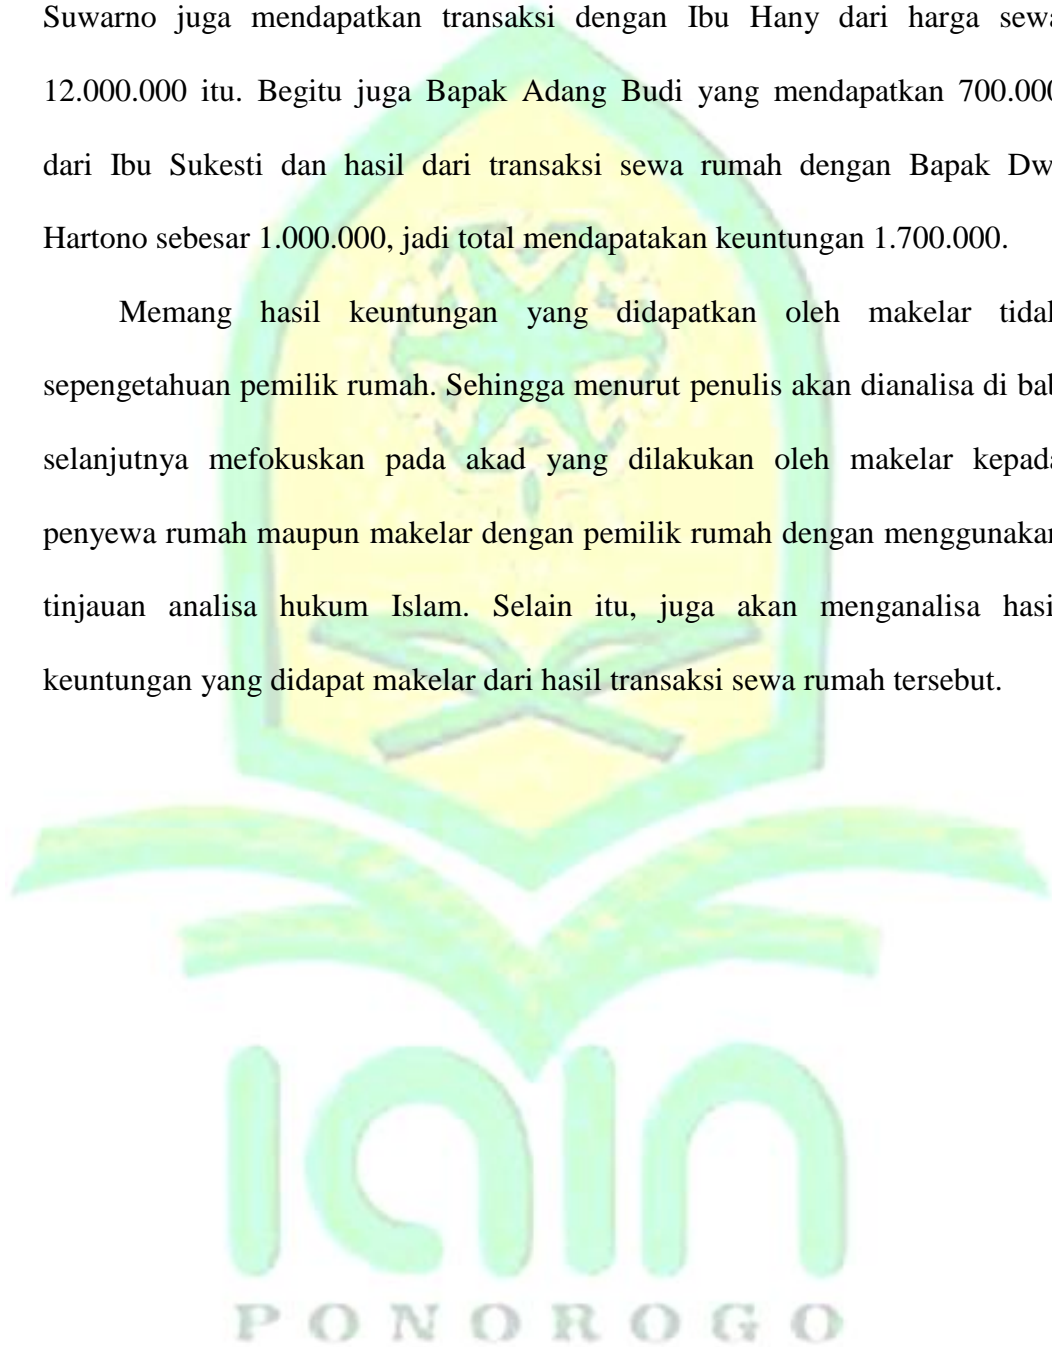 Suwarno juga mendapatkan transaksi dengan Ibu Hany dari harga sewa
12.000.000 itu. Begitu juga Bapak Adang Budi yang mendapatkan 700.000
dari Ibu Sukesti dan hasil dari transaksi sewa rumah dengan Bapak Dw
Hartono sebesar 1.000.000, jadi total mendapatakan keuntungan 1.700.000.
Memang hasil keuntungan yang didapatkan oleh makelar tidak
sepengetahuan pemilik rumah. Sehingga menurut penulis akan dianalisa di bab
selanjutnya mefokuskan pada akad yang dilakukan oleh makelar kepada
penyewa rumah maupun makelar dengan pemilik rumah dengan menggunakan
tinjauan analisa hukum Islam. Selain itu, juga akan menganalisa hasi
keuntungan yang didapat makelar dari hasil transaksi sewa rumah tersebut.
IAIN
PONOROGO